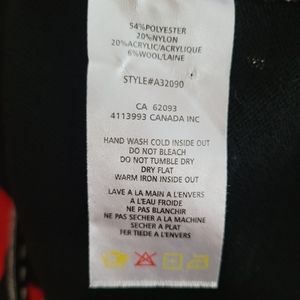 54%POLYESTER
20%NYLON
20%ACRYLIC/ACRYLIQUE
6%WOOL/LAINE
STYLE#A32090
CA 62093
4113993 CANADA INC
HAND WASH COLD INSIDE OUT
DO NOT BLEACH
DO NOT TUMBLE DRY
DRY FLAT
WARM IRON INSIDE OUT
LAVE A LA MAIN A L'ENVERS
A L'EAU FROIDE
NE PAS BLANCHIR
NE PAS SECHER A LA MACHINE
SECHER A PLAT
FER TIEDE A L'ENVERS